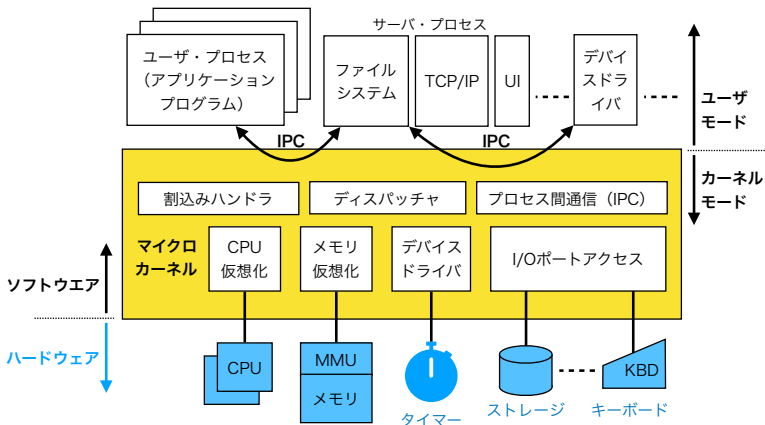 サーバ・プロセス
ユーザ・プロセス
（アプリケーション
プログラム）
ファイル
システム
TCP/IP
UI
デバイ
スドラ
イバ
ユーザ
モード
IPC
IPC
カーネル
モード
割込みハンドラ
ディスパッチャ
プロセス間通信（IPC）
マイクロ
カーネル
CPU
仮想化
メモリ
仮想化
デバイス
ドライバ
I/Oポートアクセス
ソフトウエア
ハードウェア
CPU
MMU
メモリ
タイマー
ストレージ
KBD
キーボード